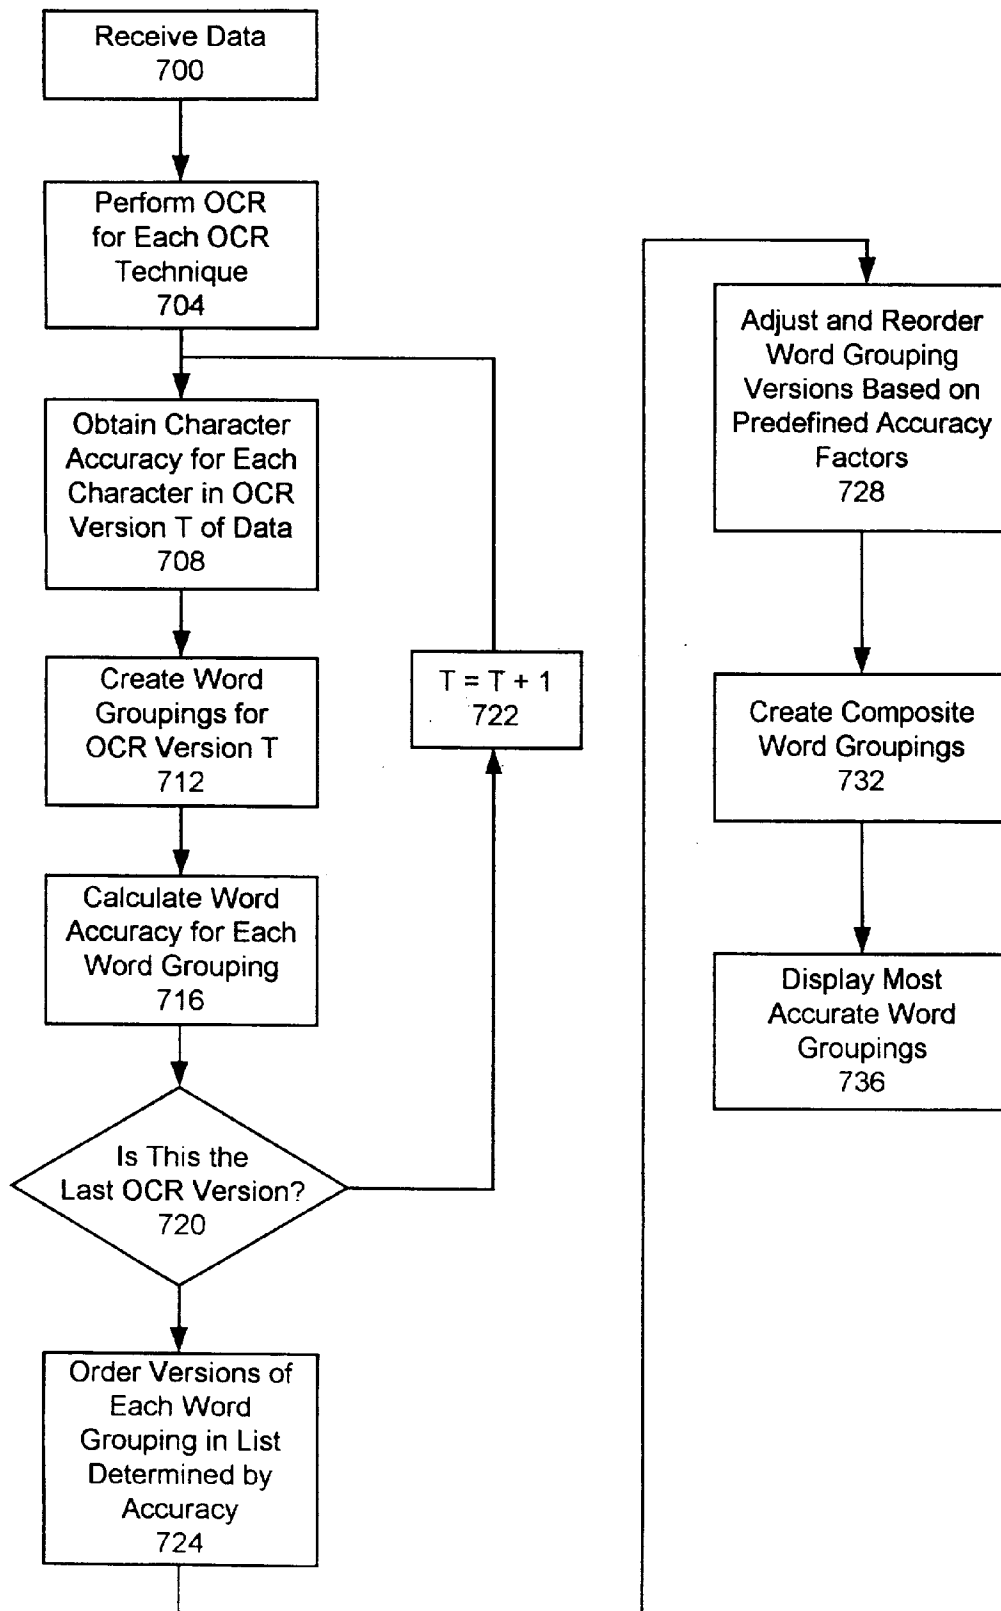 Receive Data
700
Perform OCR
for Each OCR
Technique
704
Obtain Character
Accuracy for Each
Character in OCR
Version T of Data
708
Create Word
Groupings for
OCR Version T
712
T = T + 1
722
Calculate Word
Accuracy for Each
Word Grouping
716
Is This the
Last OCR Version?
720
Order Versions of
Each Word
Grouping in List
Determined by
Accuracy
724
Adjust and Reorder
Word Grouping
Versions Based on
Predefined Accuracy
Factors
728
Create Composite
Word Groupings
732
Display Most
Accurate Word
Groupings
736